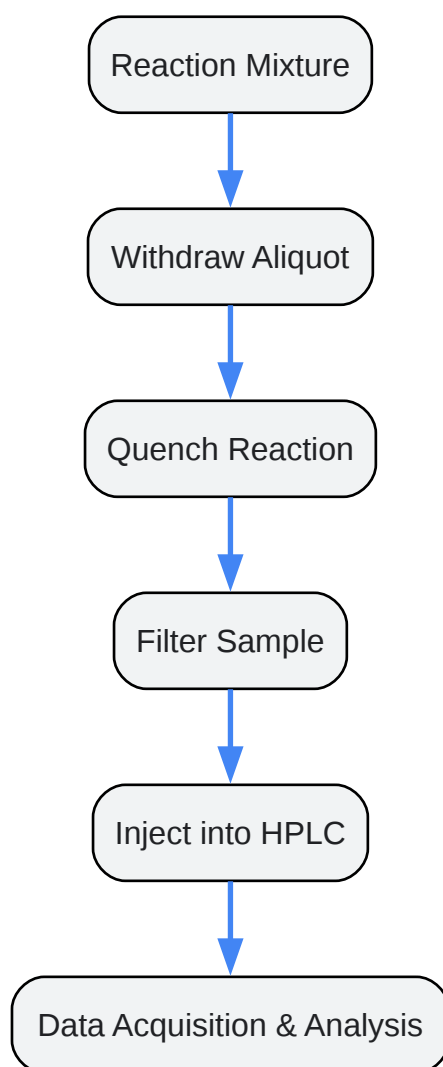 Reaction Mixture
Withdraw Aliquot
Quench Reaction
Filter Sample
Inject into HPLC
Data Acquisition & Analysis